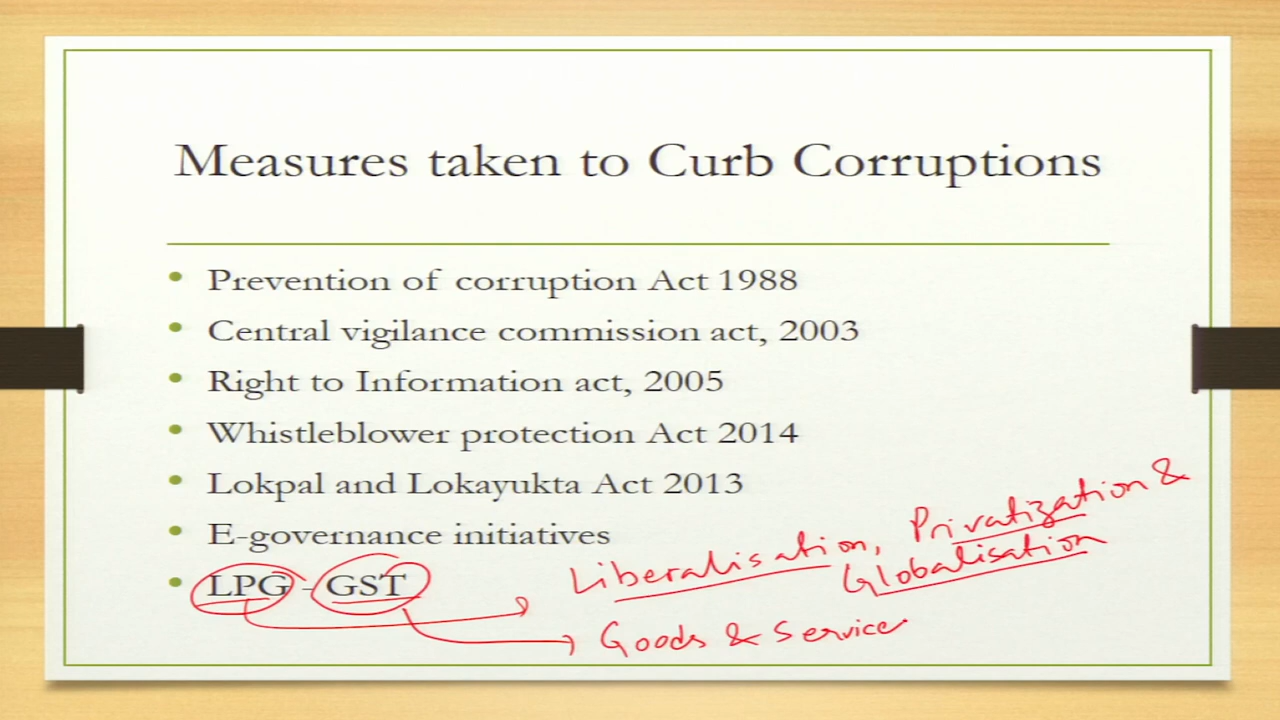 Measures taken to Curb Corruptions
• Prevention of corruption Act 1988
• Central vigilance commission act, 2003
• Right to Information act, 2005
• Whistleblower protection Act 2014
• Lokpal and Lokayukta Act 2013
• E-governance initiatives
• LPG - GST
Liberalisation, Privatization &
Globalisation
Goods & Service